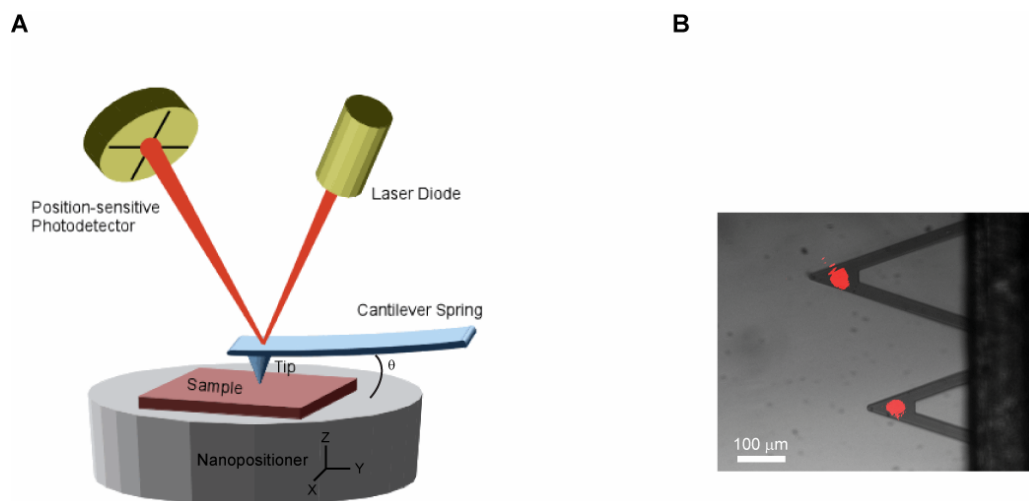 A
B
Position-sensitive
Photodetector
Laser Diode
Cantilever Spring
Tip
θ
Sample
Nanopositioner
Z
Y
X
100 μm